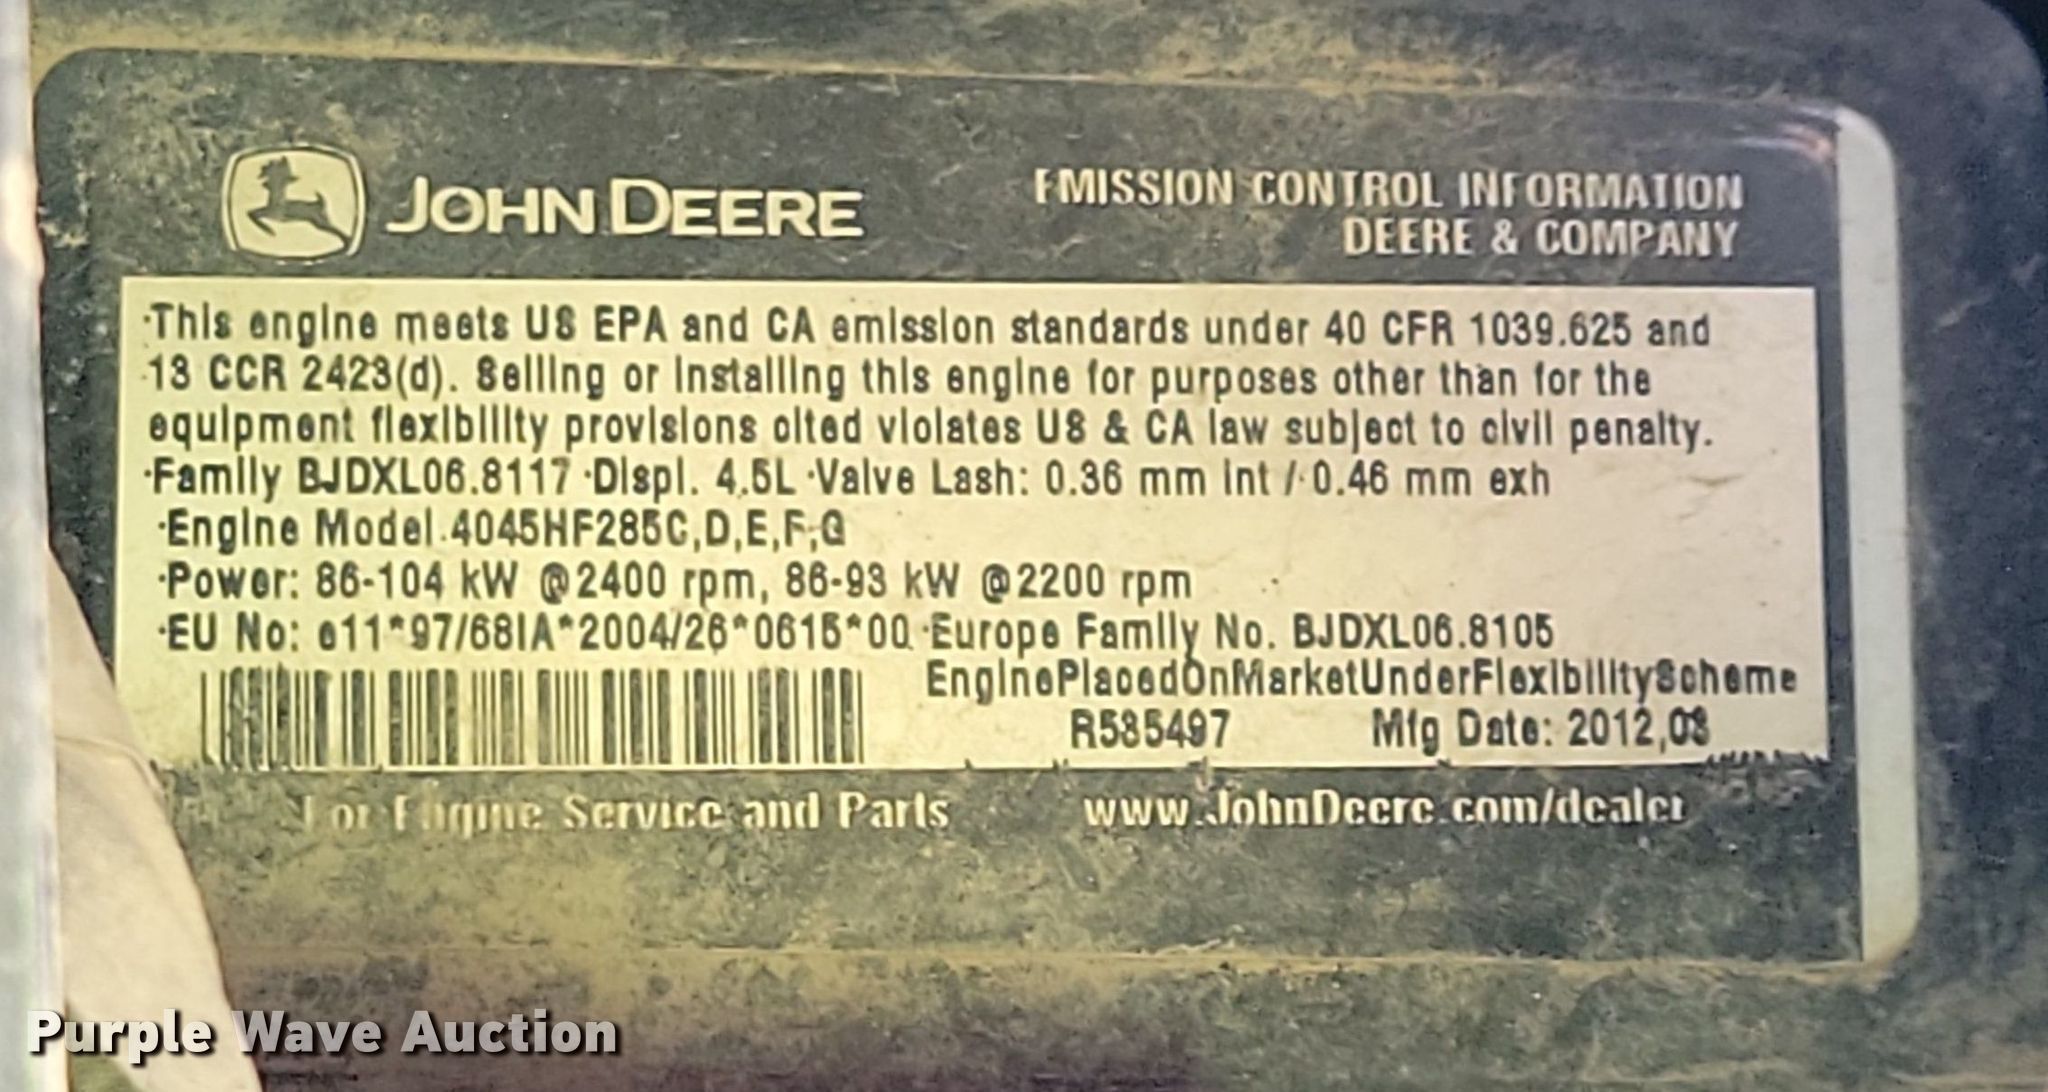 JOHN DEERE
EMISSION CONTROL INFORMATION
DEERE & COMPANY
·This engine meets US EPA and CA emission standards under 40 CFR 1039.625 and
13 CCR 2423(d). Selling or installing this engine for purposes other than for the
equipment flexibility provisions cited violates US & CA law subject to civil penalty.
·Family BJDXL06.8117 ·Displ. 4.5L ·Valve Lash: 0.36 mm int / 0.46 mm exh
·Engine Model 4045HF285C,D,E,F,G
·Power: 86-104 kW @2400 rpm, 86-93 kW @2200 rpm
·EU No: e11*97/68IA*2004/26*0615*00 ·Europe Family No. BJDXL06.8105
EnginePlacedOnMarketUnderFlexibilityScheme
R535497 Mfg Date: 2012,03
For Engine Service and Parts www.JohnDeere.com/dealer
Purple Wave Auction